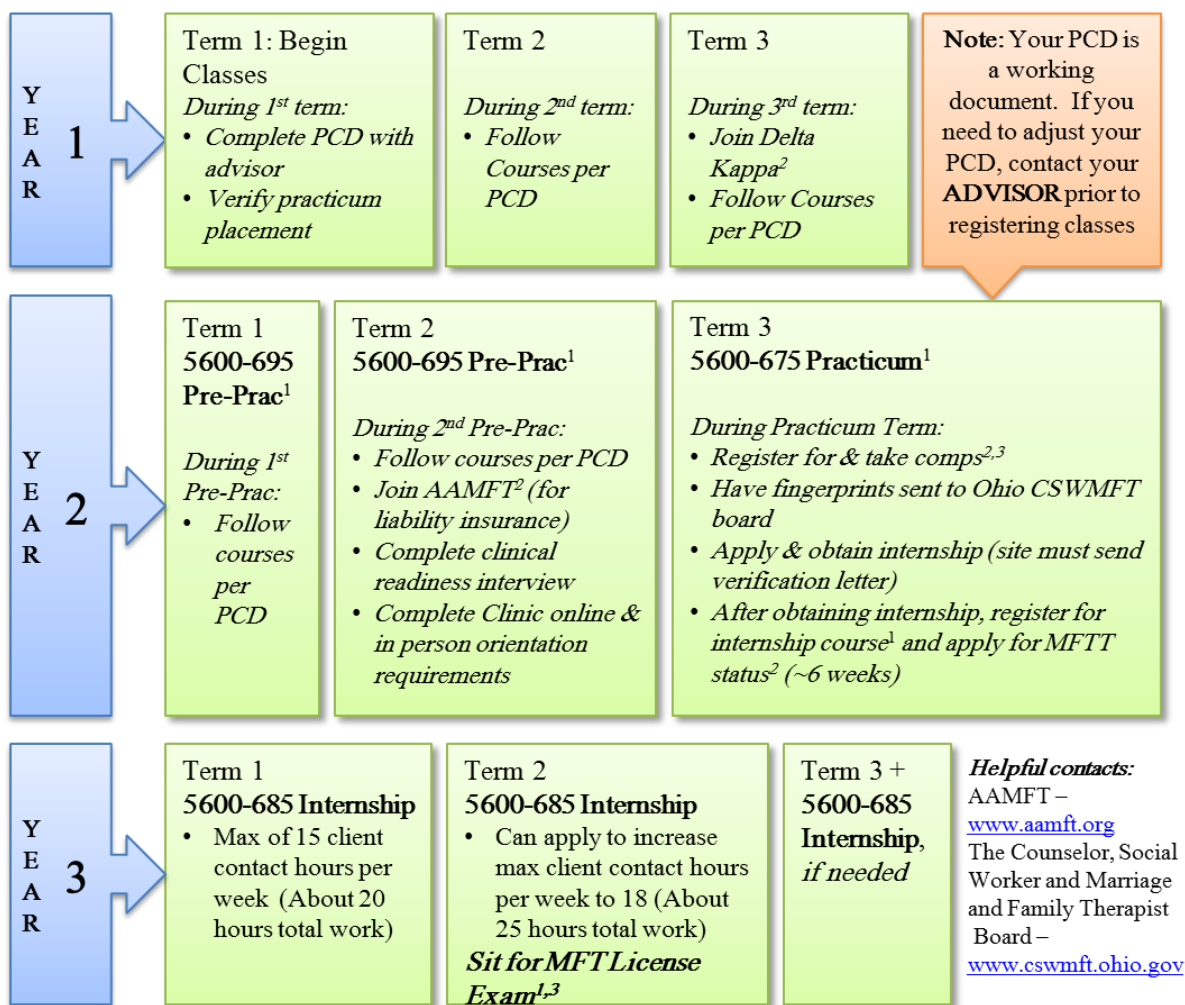 Y
E
A
R
1
Term 1: Begin
Classes
During 1st term:
• Complete PCD with
advisor
• Verify practicum
placement
Term 2
During 2nd term:
• Follow
Courses per
PCD
Term 3
During 3rd term:
• Join Delta
Kappa2
• Follow Courses
per PCD
Note: Your PCD is
a working
document. If you
need to adjust your
PCD, contact your
ADVISOR prior to
registering classes
Y
E
A
R
2
Term 1
5600-695
Pre-Prac1
During 1st
Pre-Prac:
• Follow
courses
per
PCD
Term 2
5600-695 Pre-Prac1
During 2nd Pre-Prac:
• Follow courses per PCD
• Join AAMFT2 (for
liability insurance)
• Complete clinical
readiness interview
• Complete Clinic online &
in person orientation
requirements
Term 3
5600-675 Practicum1
During Practicum Term:
• Register for & take comps2,3
• Have fingerprints sent to Ohio CSWMFT
board
• Apply & obtain internship (site must send
verification letter)
• After obtaining internship, register for
internship course1 and apply for MFTT
status2 (~6 weeks)
Y
E
A
R
3
Term 1
5600-685 Internship
• Max of 15 client
contact hours per
week (About 20
hours total work)
Term 2
5600-685 Internship
• Can apply to increase
max client contact hours
per week to 18 (About
25 hours total work)
Sit for MFT License
Exam1,3
Term 3 +
5600-685
Internship,
if needed
Helpful contacts:
AAMFT –
www.aamft.org
The Counselor, Social
Worker and Marriage
and Family Therapist
Board –
www.cswmft.ohio.gov